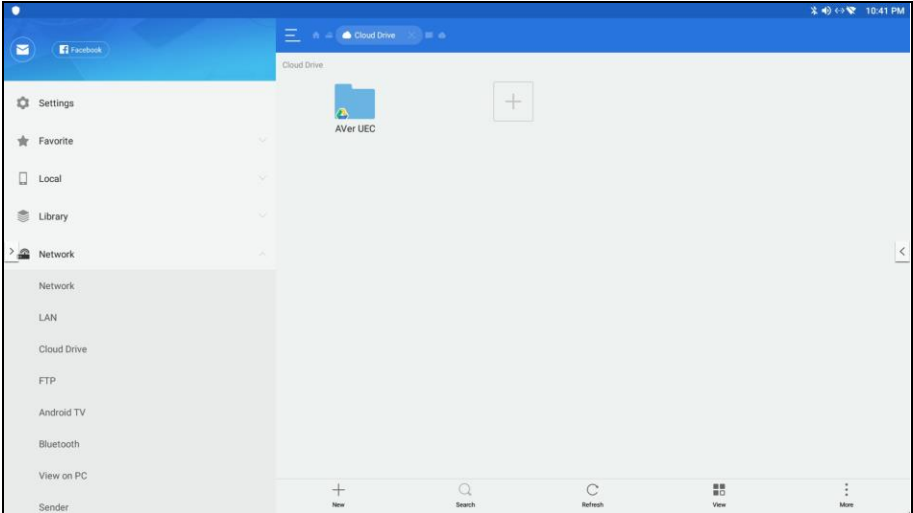 10:41 PM
Facebook
Cloud Drive
Cloud Drive
Settings
Favorite
Local
Library
Network
Network
LAN
Cloud Drive
FTP
Android TV
Bluetooth
View on PC
Sender
AVer UEC
New
Search
Refresh
View
More